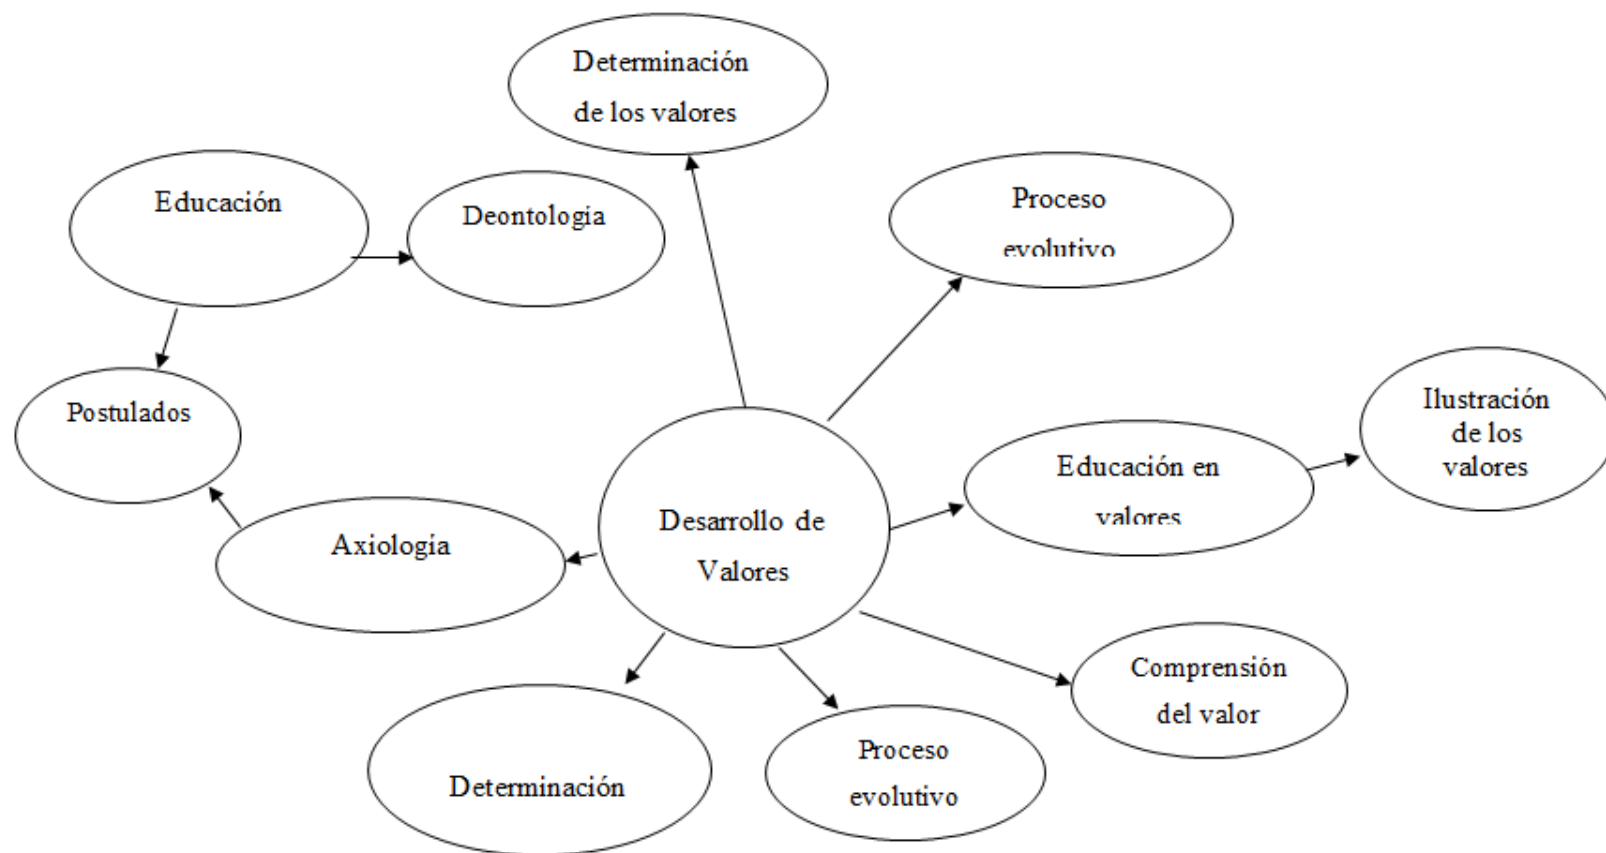 Determinación
de los valores
Educación
Deontologia
Proceso
evolutivo
Postulados
Ilustración
de los
valores
Educación en
valores
Desarrollo de
Valores
Axiologia
Comprensión
del valor
Determinación
Proceso
evolutivo